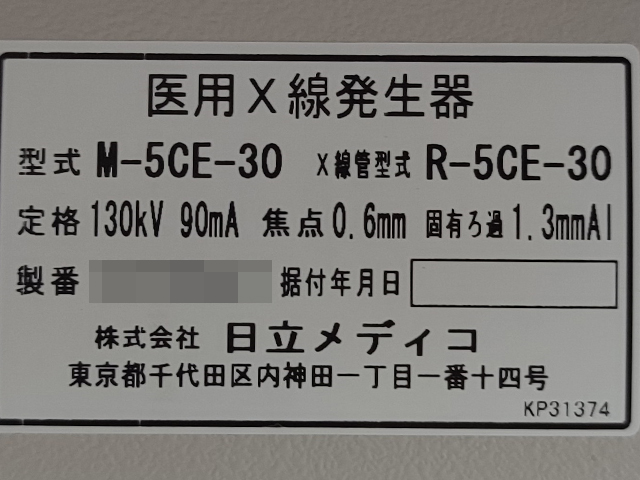 医用X線発生器
型式 M-5CE-30 X線管型式 R-5CE-30
定格 130kV 90mA 焦点 0.6mm 固有ろ過 1.3mmAl
製番 据付年月日
株式会社 日立メディコ
東京都千代田区内神田一丁目一番十四号
KP31374